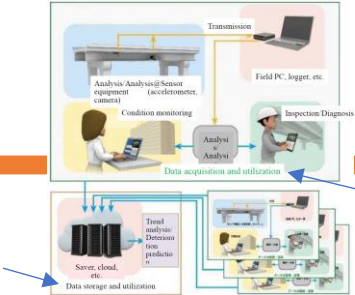 Transmission
Field PC, logger, etc.
Analysis/Analysis@Sensor
equipment (accelerometer,
camera)
Condition monitoring
Inspection/Diagnosis
Analysi
s/
Analysi
Data acquisition and utilization
Trend
analysis/
Deteriora
tion
predictio
n
Saver, cloud,
etc.
Data storage and utilization